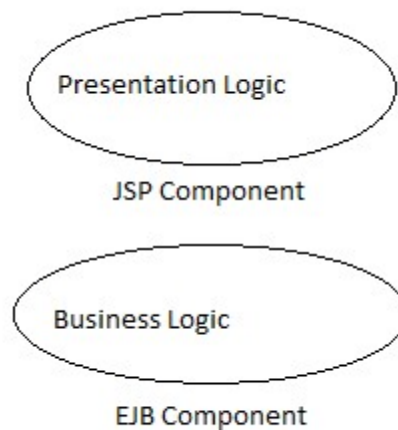 Presentation Logic
JSP Component
Business Logic
EJB Component